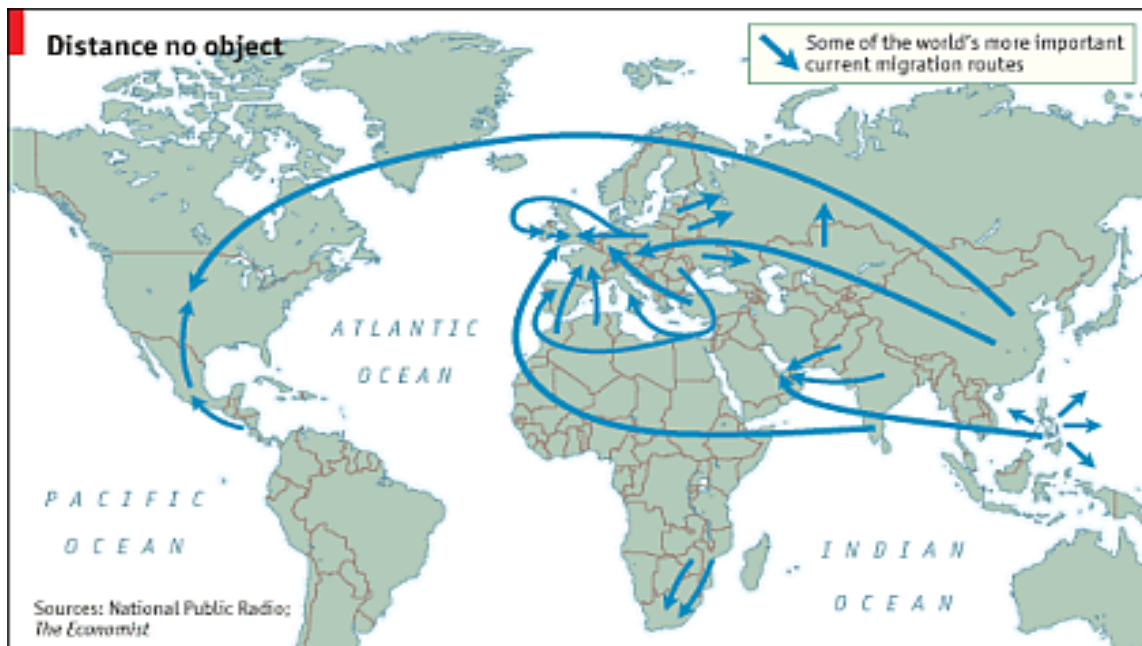 Distance no object
Some of the world's more important
current migration routes
ATLANTIC
OCEAN
PACIFIC
OCEAN
INDIAN
OCEAN
Sources: National Public Radio;
The Economist